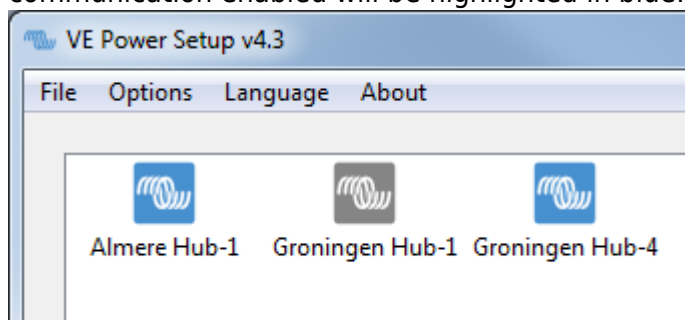 communication enabled will be highlighted in blue.
VE Power Setup v4.3
File Options Language About
Almere Hub-1 Groningen Hub-1 Groningen Hub-4